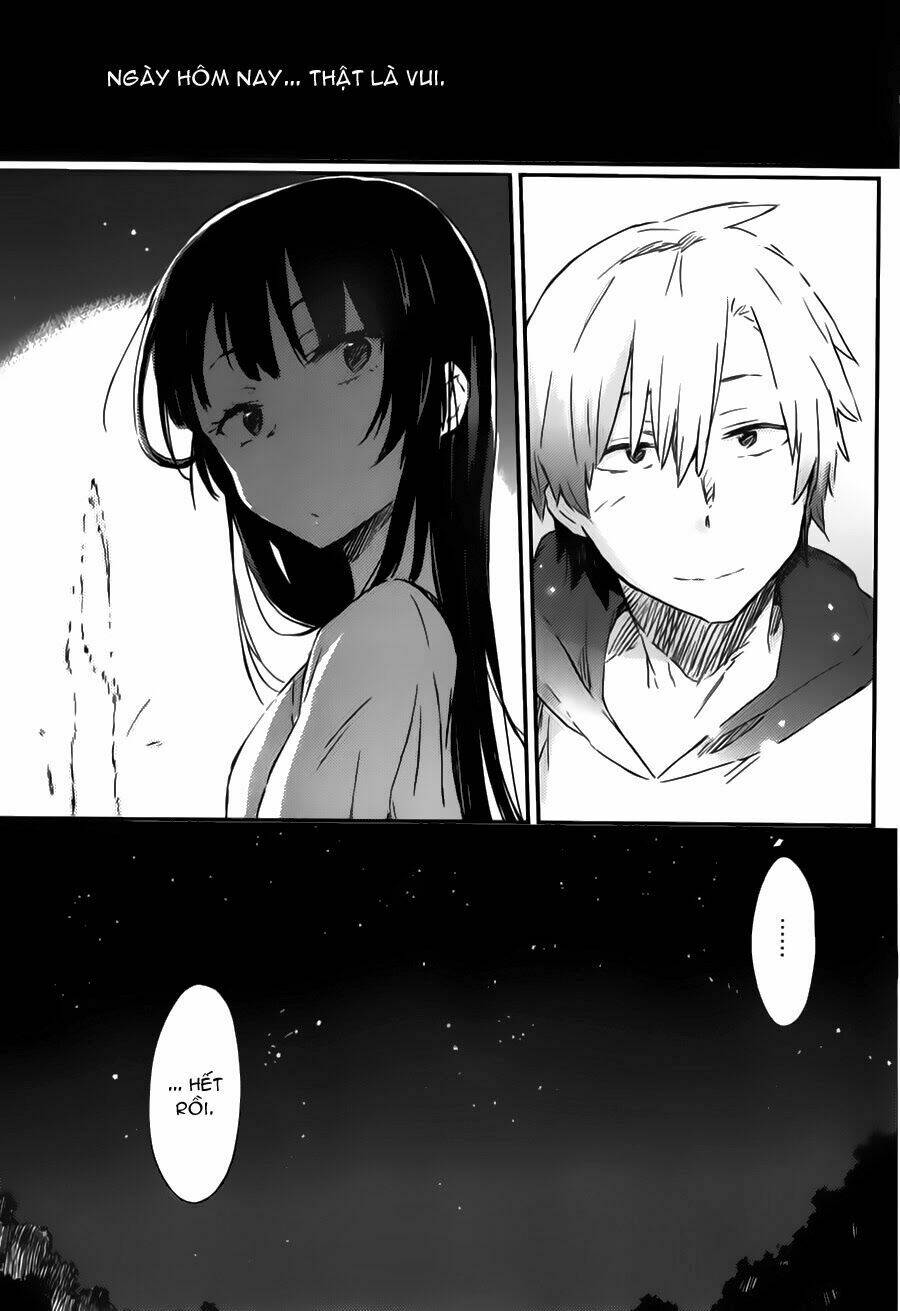 NGÀY HÔM NAY... THẬT LÀ VUI.
........
... HẾT
RỒI.